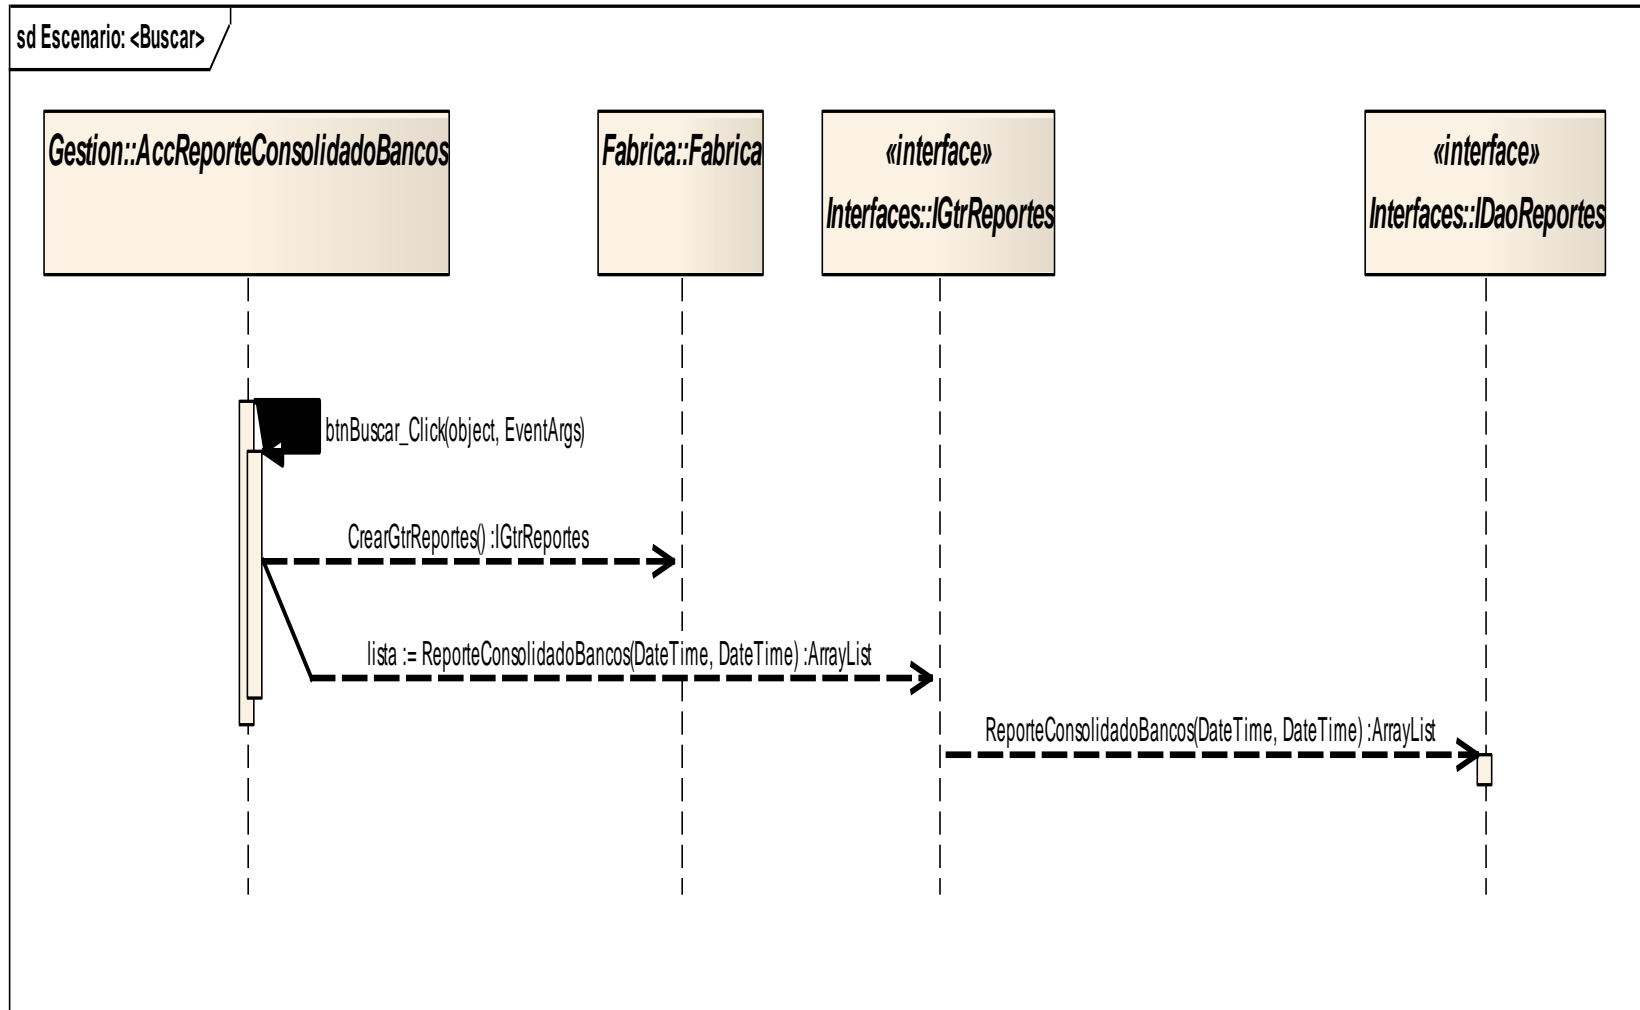 sd Escenario: <Buscar>
Gestion::AccReporteConsolidadoBancos
Fabrica::Fabrica
«interface»
Interfaces::IGtrReportes
«interface»
Interfaces::IDaoReportes
btnBuscar_Click(object, EventArgs)
CrearGtrReportes() :IGtrReportes
lista := ReporteConsolidadoBancos(DateTime, DateTime) :ArrayList
ReporteConsolidadoBancos(DateTime, DateTime) :ArrayList